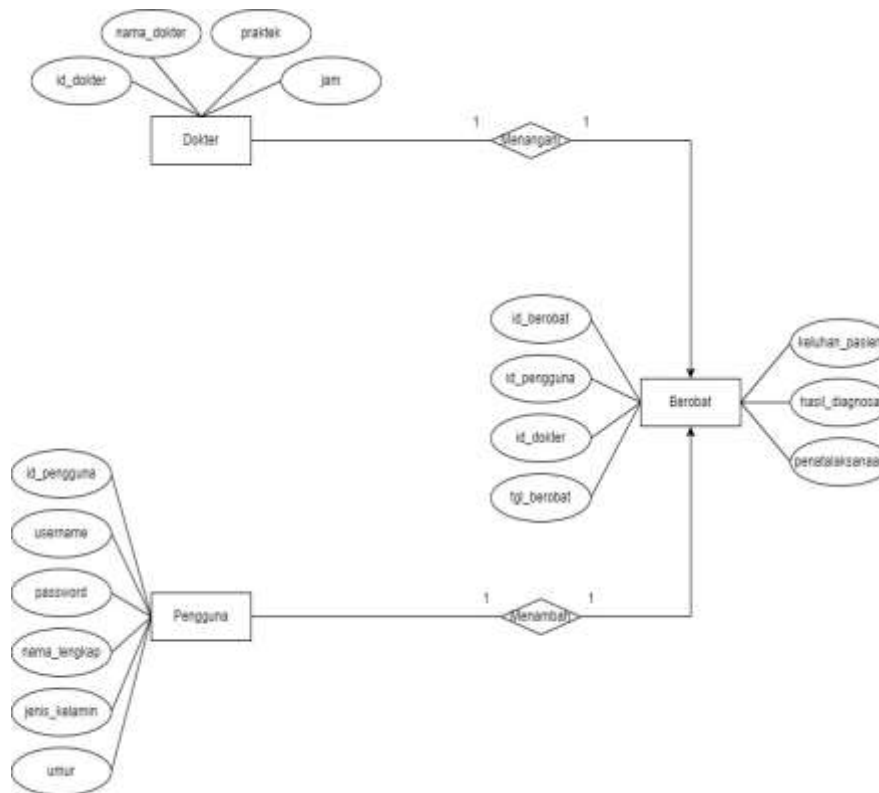 nama_dokter
praktek
id_dokter
jam
Dokter
1
Menangani
1
id_berobat
id_pengguna
id_dokter
tgl_berobat
Berobat
keluhan_pasien
hasil_diagnosa
penatalaksanaan
id_pengguna
username
password
nama_lengkap
jenis_kelamin
umur
Pengguna
1
Menambah
1